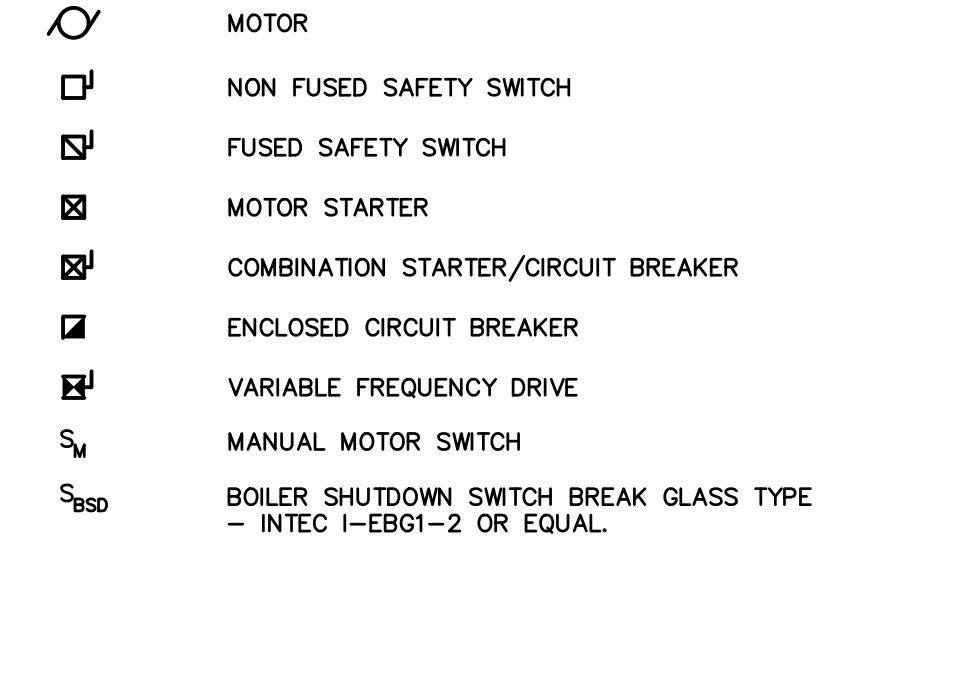 MOTOR
NON FUSED SAFETY SWITCH
FUSED SAFETY SWITCH
MOTOR STARTER
COMBINATION STARTER/CIRCUIT BREAKER
ENCLOSED CIRCUIT BREAKER
VARIABLE FREQUENCY DRIVE
SM MANUAL MOTOR SWITCH
SBSD BOILER SHUTDOWN SWITCH BREAK GLASS TYPE
– INTEC I–EBG1–2 OR EQUAL.